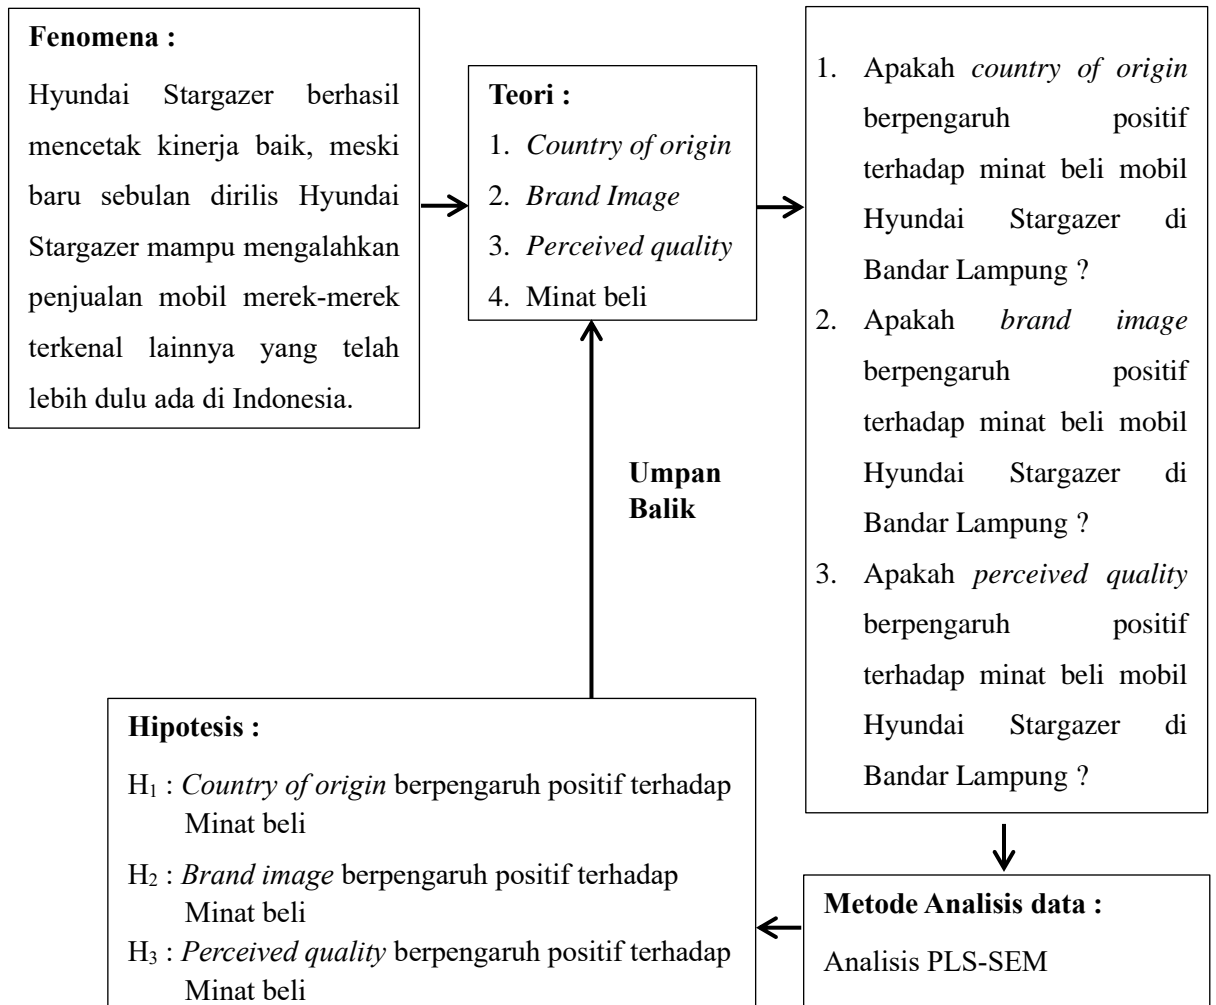 Fenomena :
Hyundai Stargazer berhasil
mencetak kinerja baik, meski
baru sebulan dirilis Hyundai
Stargazer mampu mengalahkan
penjualan mobil merek-merek
terkenal lainnya yang telah
lebih dulu ada di Indonesia.
Teori :
1. Country of origin
2. Brand Image
3. Perceived quality
4. Minat beli
1. Apakah country of origin
berpengaruh positif
terhadap minat beli mobil
Hyundai Stargazer di
Bandar Lampung ?
2. Apakah brand image
berpengaruh positif
terhadap minat beli mobil
Hyundai Stargazer di
Bandar Lampung ?
3. Apakah perceived quality
berpengaruh positif
terhadap minat beli mobil
Hyundai Stargazer di
Bandar Lampung ?
Umpan
Balik
Hipotesis :
H₁ : Country of origin berpengaruh positif terhadap
Minat beli
H₂ : Brand image berpengaruh positif terhadap
Minat beli
H₃ : Perceived quality berpengaruh positif terhadap
Minat beli
Metode Analisis data :
Analisis PLS-SEM